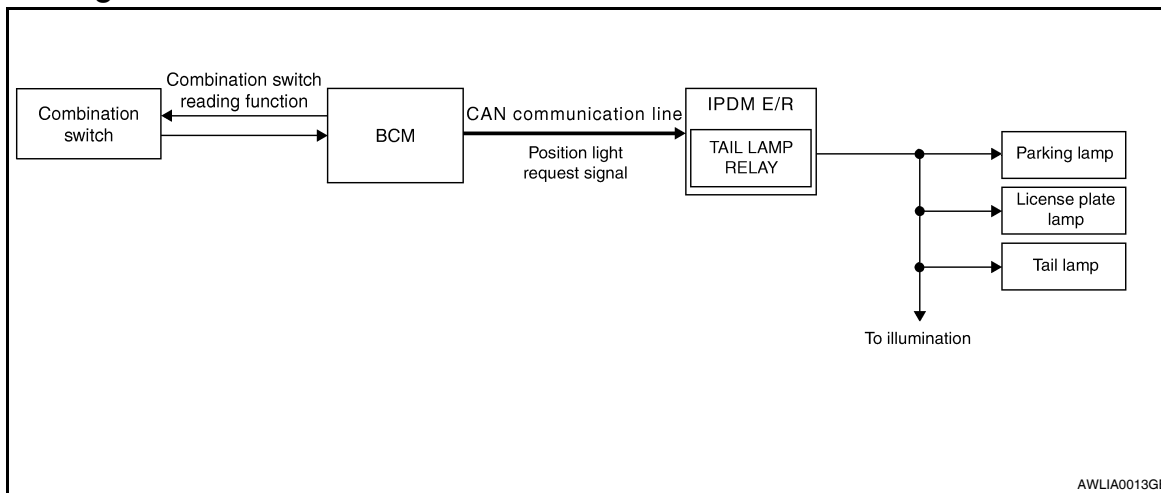 Combination switch
reading function
Combination
switch
BCM
CAN communication line
Position light
request signal
IPDM E/R
TAIL LAMP
RELAY
Parking lamp
License plate
lamp
Tail lamp
To illumination